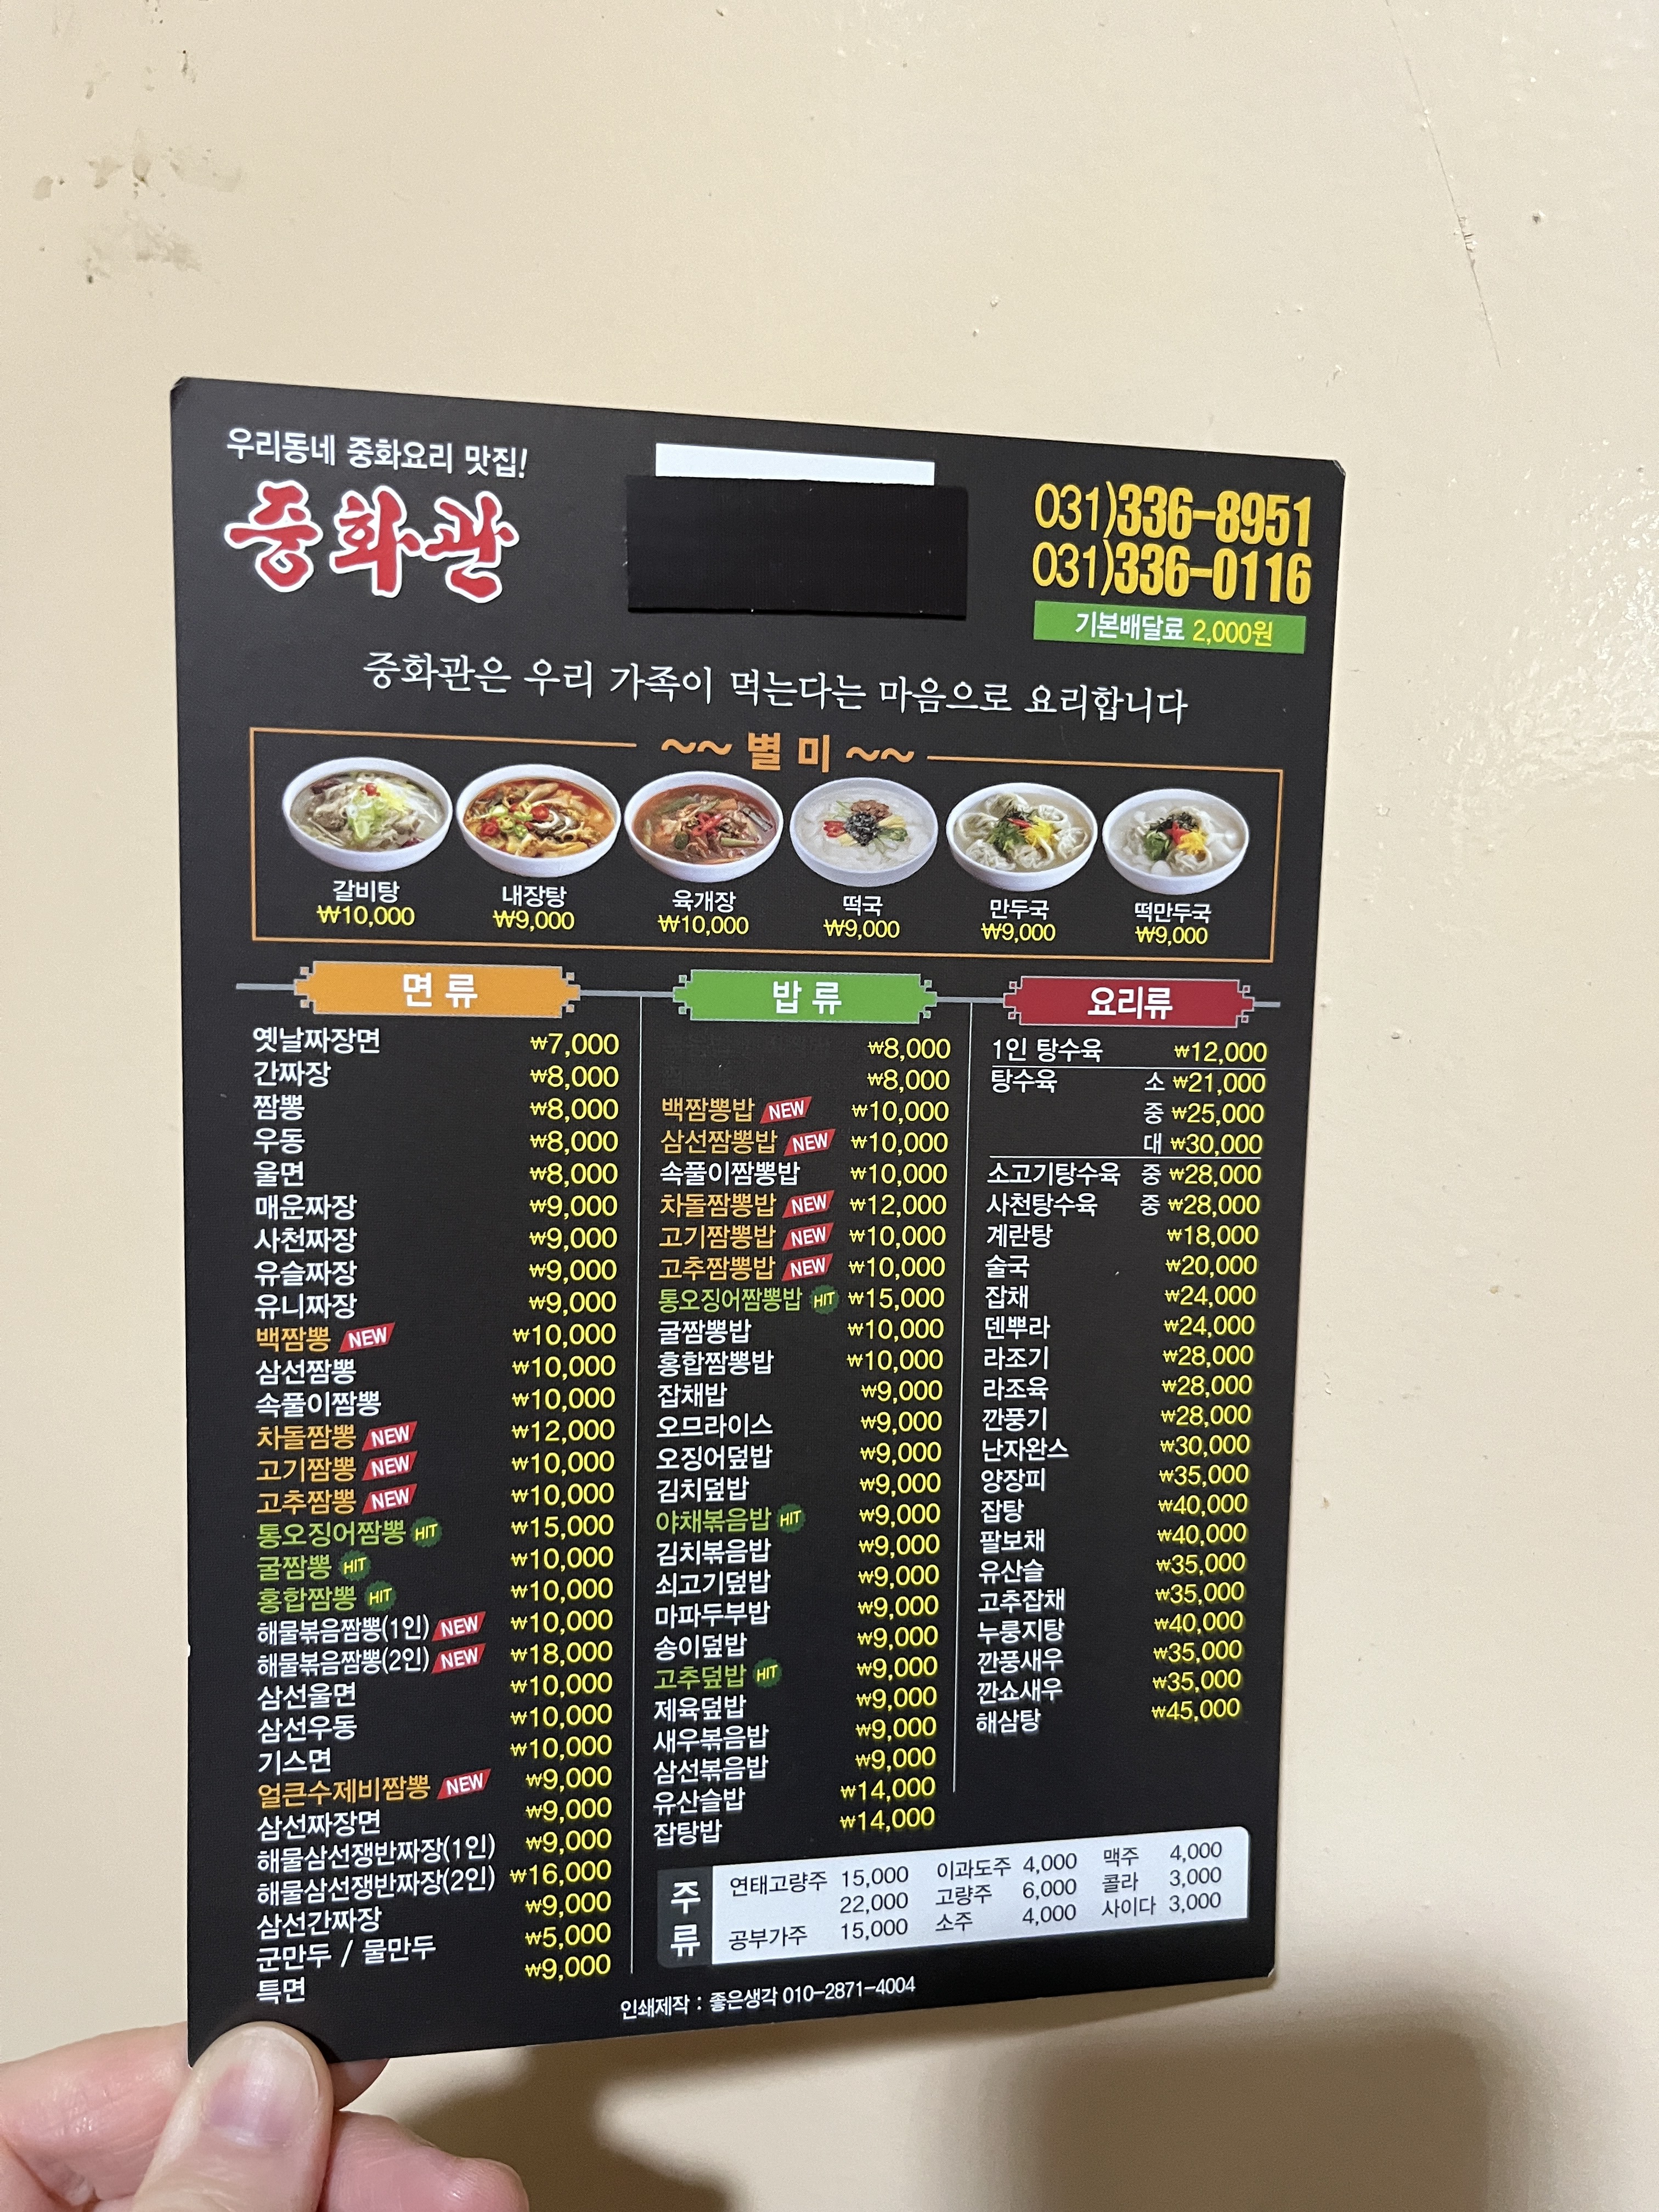 우리동네 중화요리 맛집!
중화관
031)336-8951
031)336-0116
기본배달료 2,000원
중화관은 우리 가족이 먹는다는 마음으로 요리합니다
~~ 별미 ~~
갈비탕 ₩10,000
내장탕 ₩9,000
육개장 ₩10,000
떡국 ₩9,000
만두국 ₩9,000
떡만두국 ₩9,000
면류
옛날짜장면 ₩7,000
간짜장 ₩8,000
짬뽕 ₩8,000
우동 ₩8,000
울면 ₩8,000
매운짜장 ₩9,000
사천짜장 ₩9,000
유슬짜장 ₩9,000
유니짜장 ₩9,000
백짬뽕 NEW ₩10,000
삼선짬뽕 ₩10,000
속풀이짬뽕 ₩10,000
차돌짬뽕 NEW ₩12,000
고기짬뽕 NEW ₩10,000
고추짬뽕 NEW ₩10,000
통오징어짬뽕 HIT ₩15,000
굴짬뽕 HIT ₩10,000
홍합짬뽕 HIT ₩10,000
해물볶음짬뽕(1인) NEW ₩10,000
해물볶음짬뽕(2인) NEW ₩18,000
삼선울면 ₩10,000
삼선우동 ₩10,000
기스면 ₩10,000
얼큰수제비짬뽕 NEW ₩9,000
삼선짜장면 ₩9,000
해물삼선쟁반짜장(1인) ₩9,000
해물삼선쟁반짜장(2인) ₩16,000
삼선간짜장 ₩9,000
군만두 / 물만두 ₩5,000
특면 ₩9,000
밥류
₩8,000
₩8,000
백짬뽕밥 NEW ₩10,000
삼선짬뽕밥 NEW ₩10,000
속풀이짬뽕밥 ₩10,000
차돌짬뽕밥 NEW ₩12,000
고기짬뽕밥 NEW ₩10,000
고추짬뽕밥 NEW ₩10,000
통오징어짬뽕밥 HIT ₩15,000
굴짬뽕밥 ₩10,000
홍합짬뽕밥 ₩10,000
잡채밥 ₩9,000
오므라이스 ₩9,000
오징어덮밥 ₩9,000
김치덮밥 ₩9,000
야채볶음밥 HIT ₩9,000
김치볶음밥 ₩9,000
쇠고기덮밥 ₩9,000
마파두부밥 ₩9,000
송이덮밥 ₩9,000
고추덮밥 HIT ₩9,000
제육덮밥 ₩9,000
새우볶음밥 ₩9,000
삼선볶음밥 ₩9,000
유산슬밥 ₩14,000
잡탕밥 ₩14,000
요리류
1인 탕수육 ₩12,000
탕수육 소 ₩21,000
중 ₩25,000
대 ₩30,000
소고기탕수육 중 ₩28,000
사천탕수육 중 ₩28,000
계란탕 ₩18,000
술국 ₩20,000
잡채 ₩24,000
덴뿌라 ₩24,000
라조기 ₩28,000
라조육 ₩28,000
깐풍기 ₩28,000
난자완스 ₩30,000
양장피 ₩35,000
잡탕 ₩40,000
팔보채 ₩40,000
유산슬 ₩35,000
고추잡채 ₩35,000
누룽지탕 ₩40,000
깐풍새우 ₩35,000
깐쇼새우 ₩35,000
해삼탕 ₩45,000
주류
연태고량주 15,000 이과도주 4,000 맥주 4,000
22,000 고량주 6,000 콜라 3,000
공부가주 15,000 소주 4,000 사이다 3,000
인쇄제작 : 좋은생각 010-2871-4004